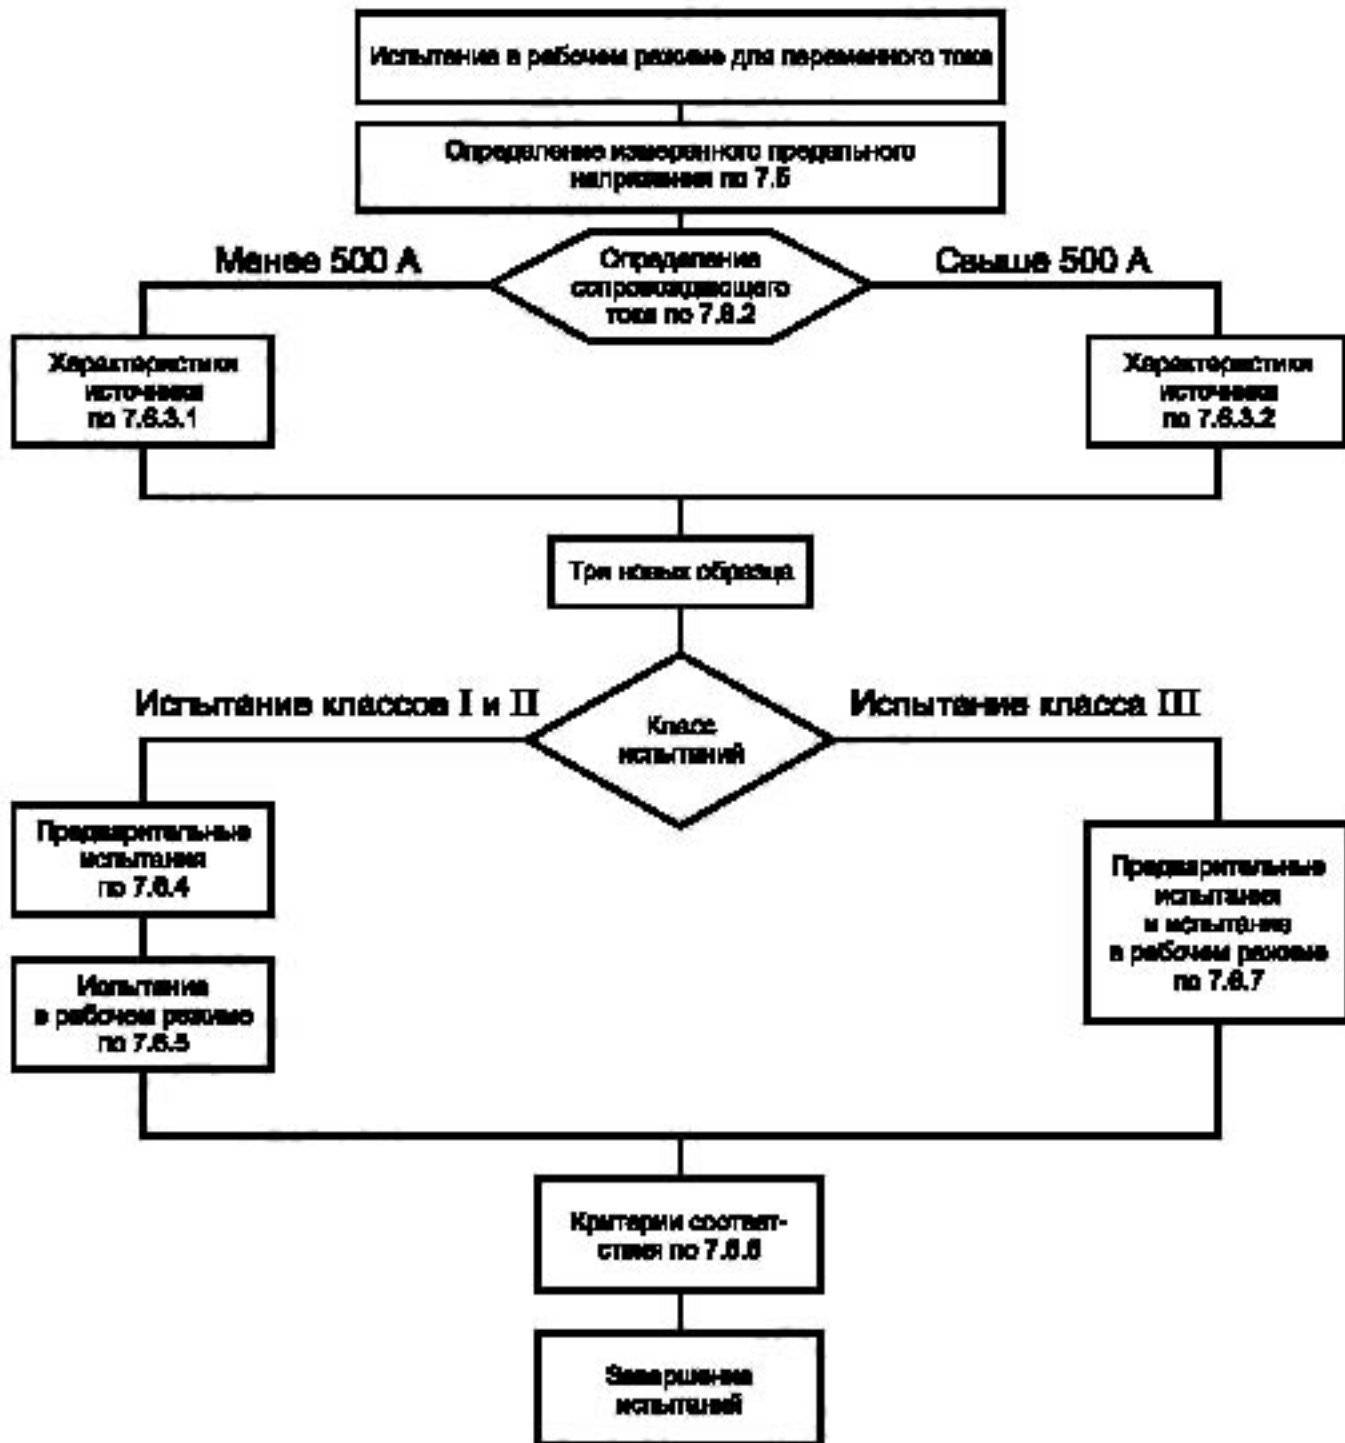 Испытание в рабочем режиме для переменного тока
Определение измеренного предельного
напряжения по 7.5
Менее 500 А
Определение
сопровождающего
тока по 7.6.2
Свыше 500 А
Характеристики
источника
по 7.6.3.1
Характеристики
источника
по 7.6.3.2
Три новых образца
Испытание классов I и II
Класс
испытаний
Испытание класса III
Предварительные
испытания
по 7.6.4
Испытание
в рабочем режиме
по 7.6.5
Предварительные
испытания
и испытание
в рабочем режиме
по 7.6.7
Критерии соответ-
ствия по 7.6.6
Завершение
испытаний